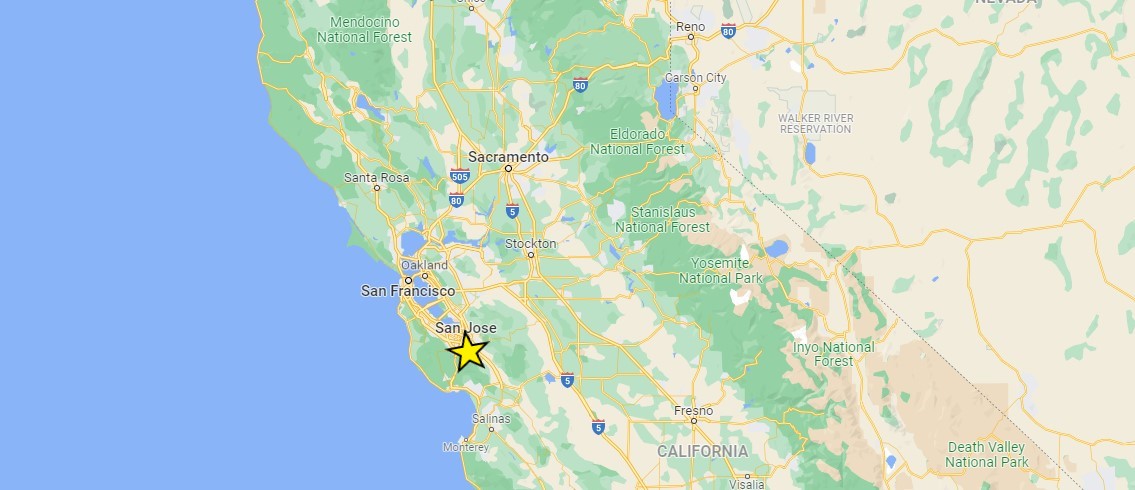 Chico
NEVADA
Mendocino
National Forest
Reno
80
Carson City
80
WALKER RIVER
RESERVATION
Eldorado
National Forest
Sacramento
505
Santa Rosa
80
5
Stanislaus
National Forest
Stockton
Oakland
Yosemite
National Park
San Francisco
San Jose
Inyo National
Forest
5
Fresno
Salinas
5
Monterey
CALIFORNIA
Death Valley
National Park
Visalia